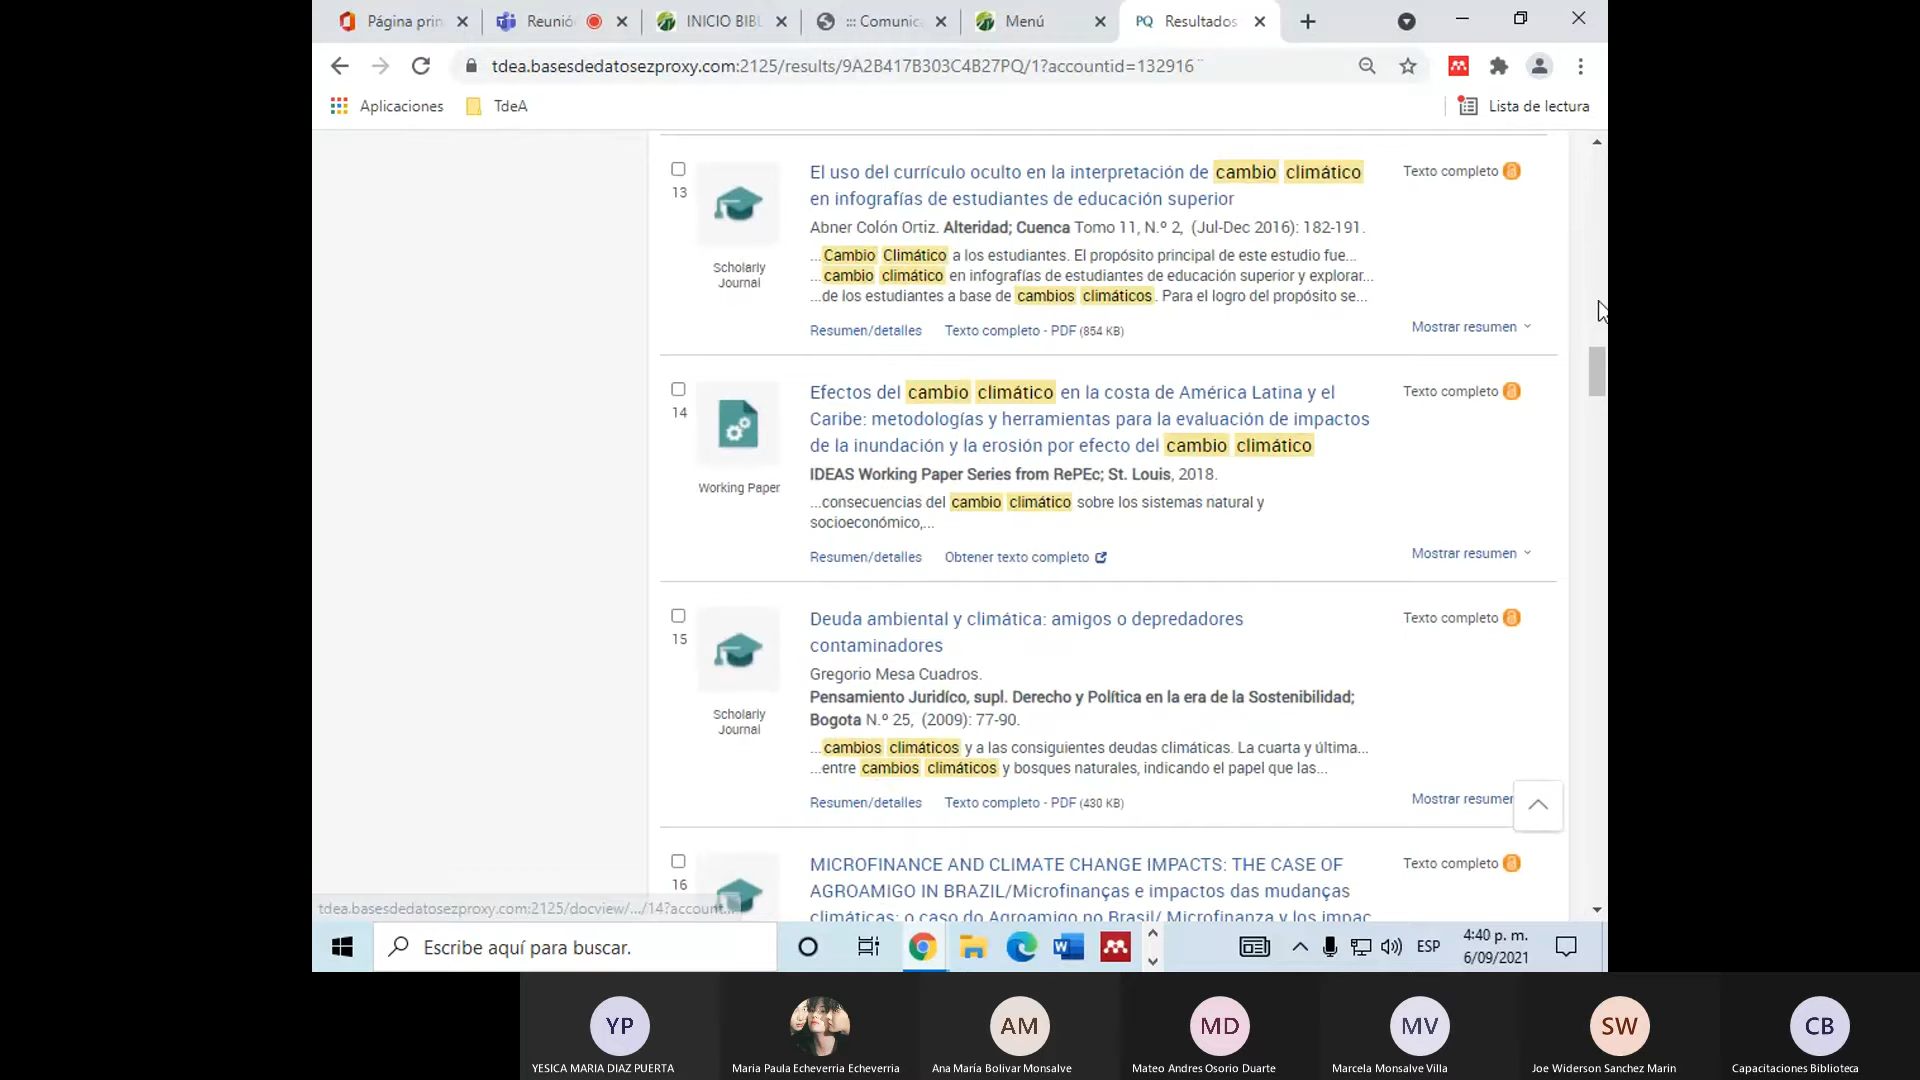 Página prin
Reunió
INICIO BIBL
::: Comunica
Menú
PQ Resultados
tdea.basesdedatosezproxy.com:2125/results/9A2B417B303C4B27PQ/1?accountid=132916
Aplicaciones
TdeA
Lista de lectura
13
Scholarly
Journal
El uso del currículo oculto en la interpretación de cambio climático
en infografías de estudiantes de educación superior
Abner Colón Ortiz. Alteridad; Cuenca Tomo 11, N.º 2, (Jul-Dec 2016): 182-191.
...Cambio Climático a los estudiantes. El propósito principal de este estudio fue...
...cambio climático en infografías de estudiantes de educación superior y explorar...
...de los estudiantes a base de cambios climáticos. Para el logro del propósito se...
Resumen/detalles
Texto completo - PDF (854 KB)
Texto completo
Mostrar resumen
14
Working Paper
Efectos del cambio climático en la costa de América Latina y el
Caribe: metodologías y herramientas para la evaluación de impactos
de la inundación y la erosión por efecto del cambio climático
IDEAS Working Paper Series from RePEc; St. Louis, 2018.
...consecuencias del cambio climático sobre los sistemas natural y
socioeconómico,...
Resumen/detalles
Obtener texto completo
Texto completo
Mostrar resumen
15
Scholarly
Journal
Deuda ambiental y climática: amigos o depredadores
contaminadores
Gregorio Mesa Cuadros.
Pensamiento Jurídíco, supl. Derecho y Política en la era de la Sostenibilidad;
Bogota N.º 25, (2009): 77-90.
...cambios climáticos y a las consiguientes deudas climáticas. La cuarta y última...
...entre cambios climáticos y bosques naturales, indicando el papel que las...
Resumen/detalles
Texto completo - PDF (430 KB)
Texto completo
Mostrar resumen
16
MICROFINANCE AND CLIMATE CHANGE IMPACTS: THE CASE OF
AGROAMIGO IN BRAZIL/Microfinanças e impactos das mudanças
climáticas: o caso do Agroamigo no Brasil/ Microfinanza y los impac
Texto completo
tdea.basesdedatosezproxy.com:2125/docview/.../14?account...
Escribe aquí para buscar.
ESP
4:40 p. m.
6/09/2021
YP
AM
MD
MV
SW
CB
YESICA MARIA DIAZ PUERTA
Maria Paula Echeverria Echeverria
Ana María Bolivar Monsalve
Mateo Andres Osorio Duarte
Marcela Monsalve Villa
Joe Widerson Sanchez Marin
Capacitaciones Biblioteca